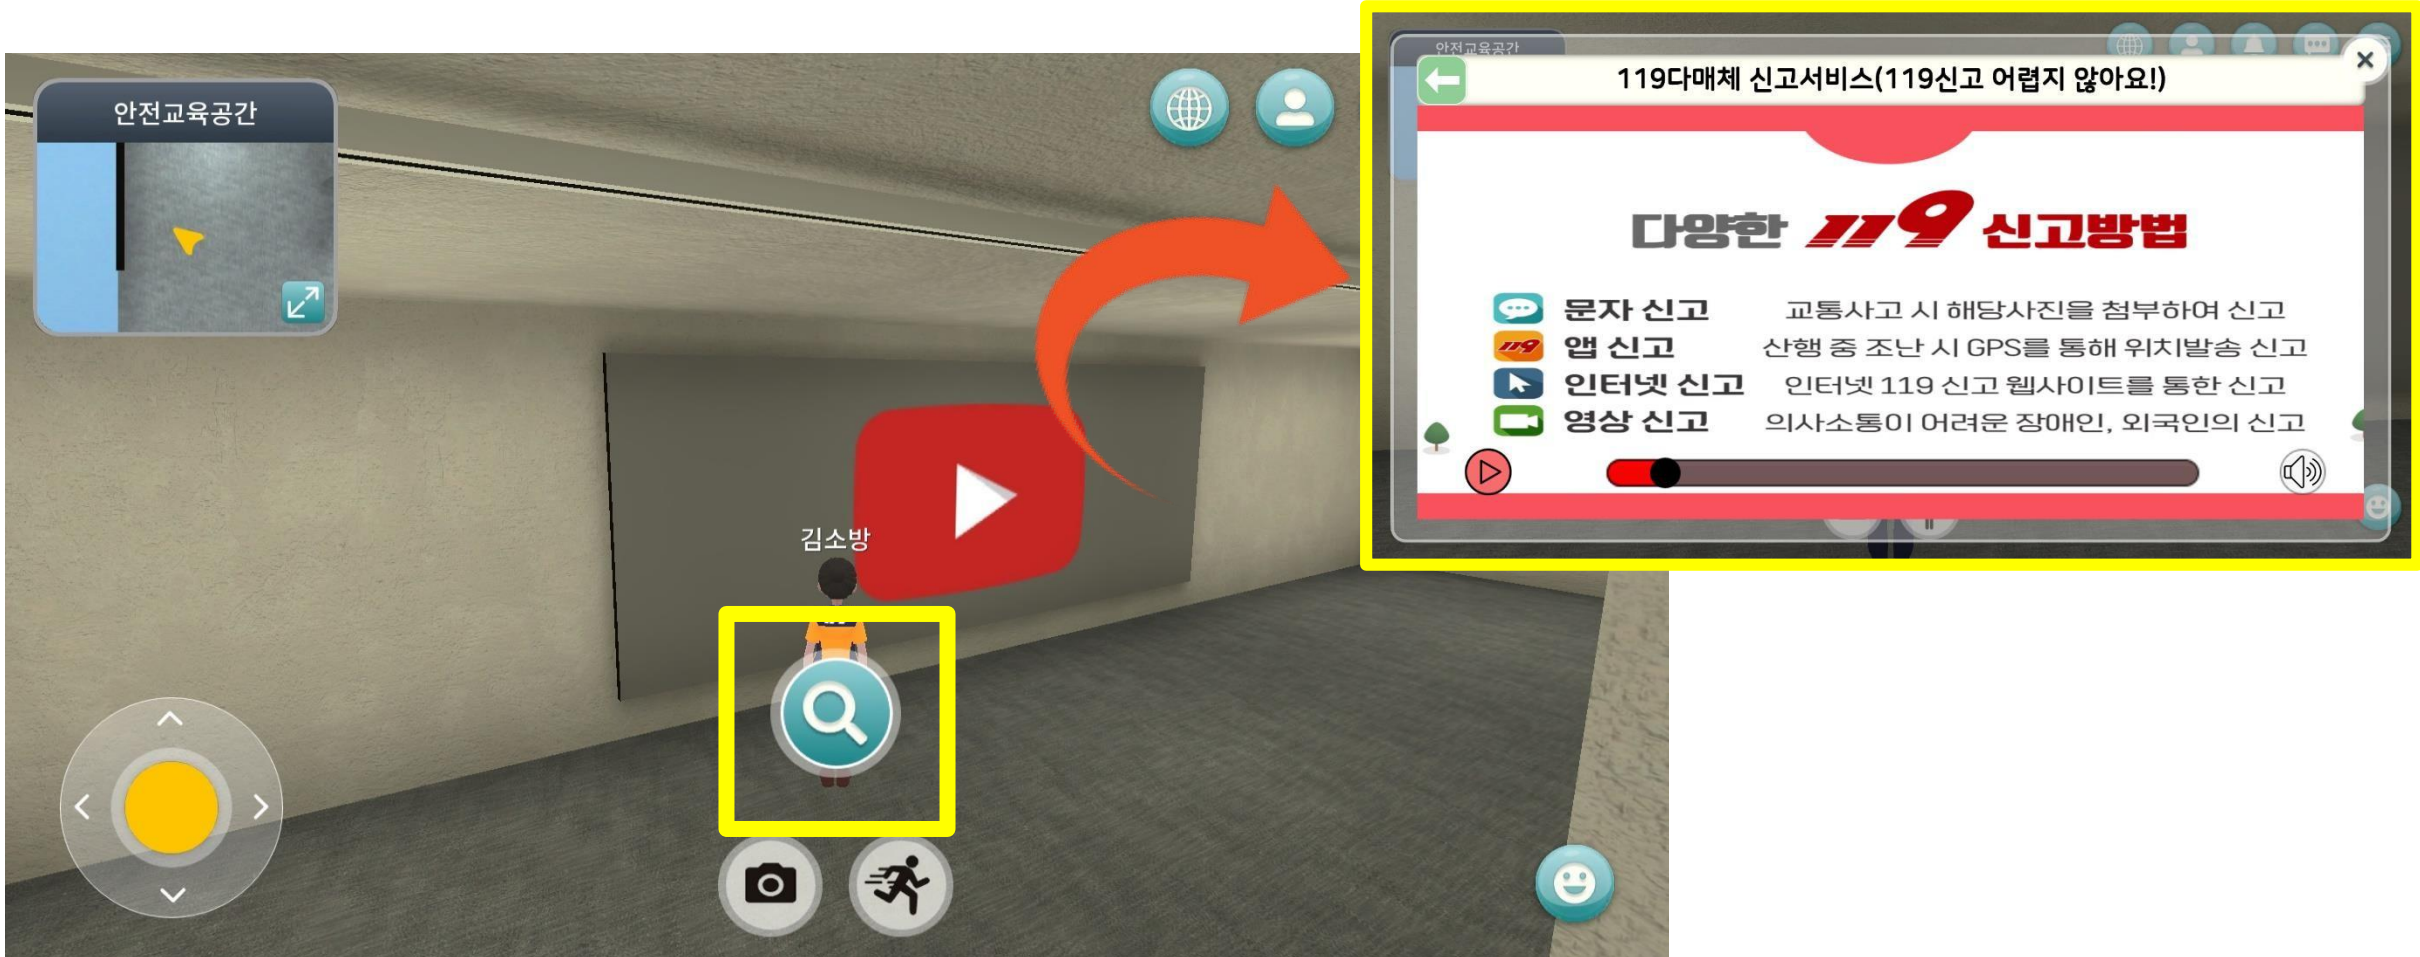 안전교육공간
김소방
안전교육공간
119다매체 신고서비스(119신고 어렵지 않아요!)
다양한 119 신고방법
문자 신고 교통사고 시 해당사진을 첨부하여 신고
119 앱 신고 산행 중 조난 시 GPS를 통해 위치발송 신고
인터넷 신고 인터넷 119 신고 웹사이트를 통한 신고
영상 신고 의사소통이 어려운 장애인, 외국인의 신고